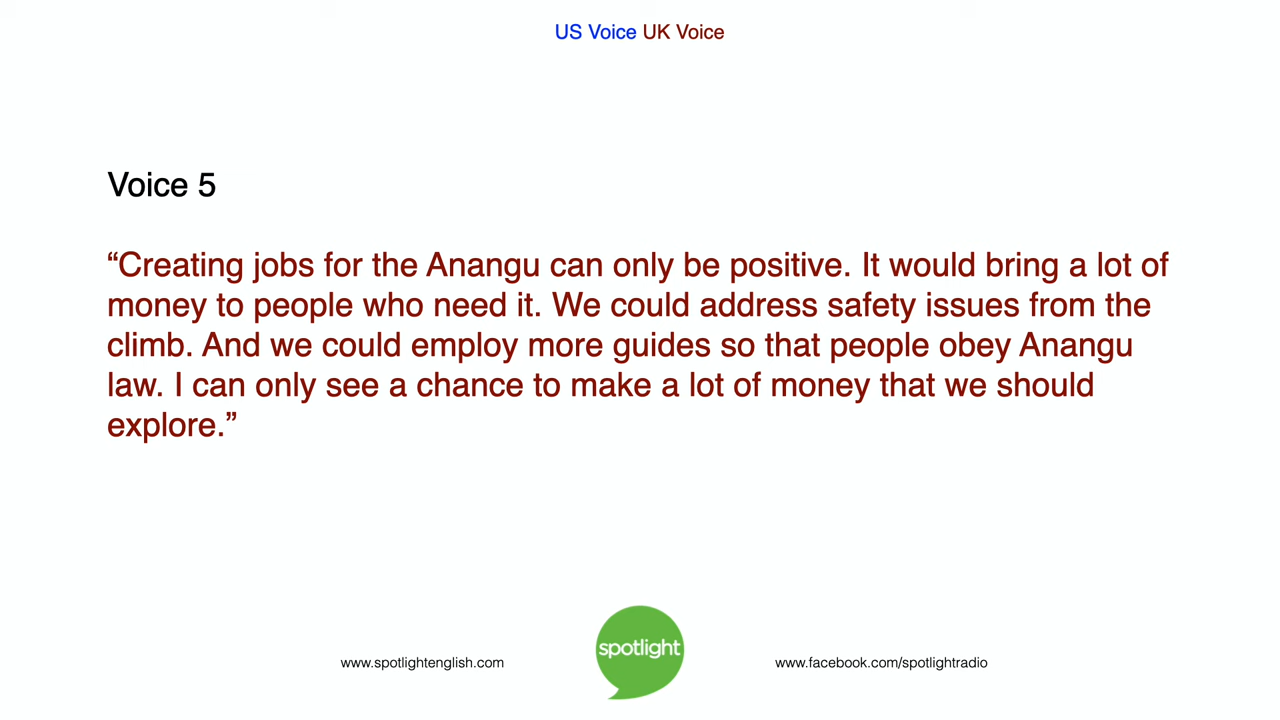 US Voice UK Voice
Voice 5
“Creating jobs for the Anangu can only be positive. It would bring a lot of
money to people who need it. We could address safety issues from the
climb. And we could employ more guides so that people obey Anangu
law. I can only see a chance to make a lot of money that we should
explore.”
spotlight
www.spotlightenglish.com
www.facebook.com/spotlightradio